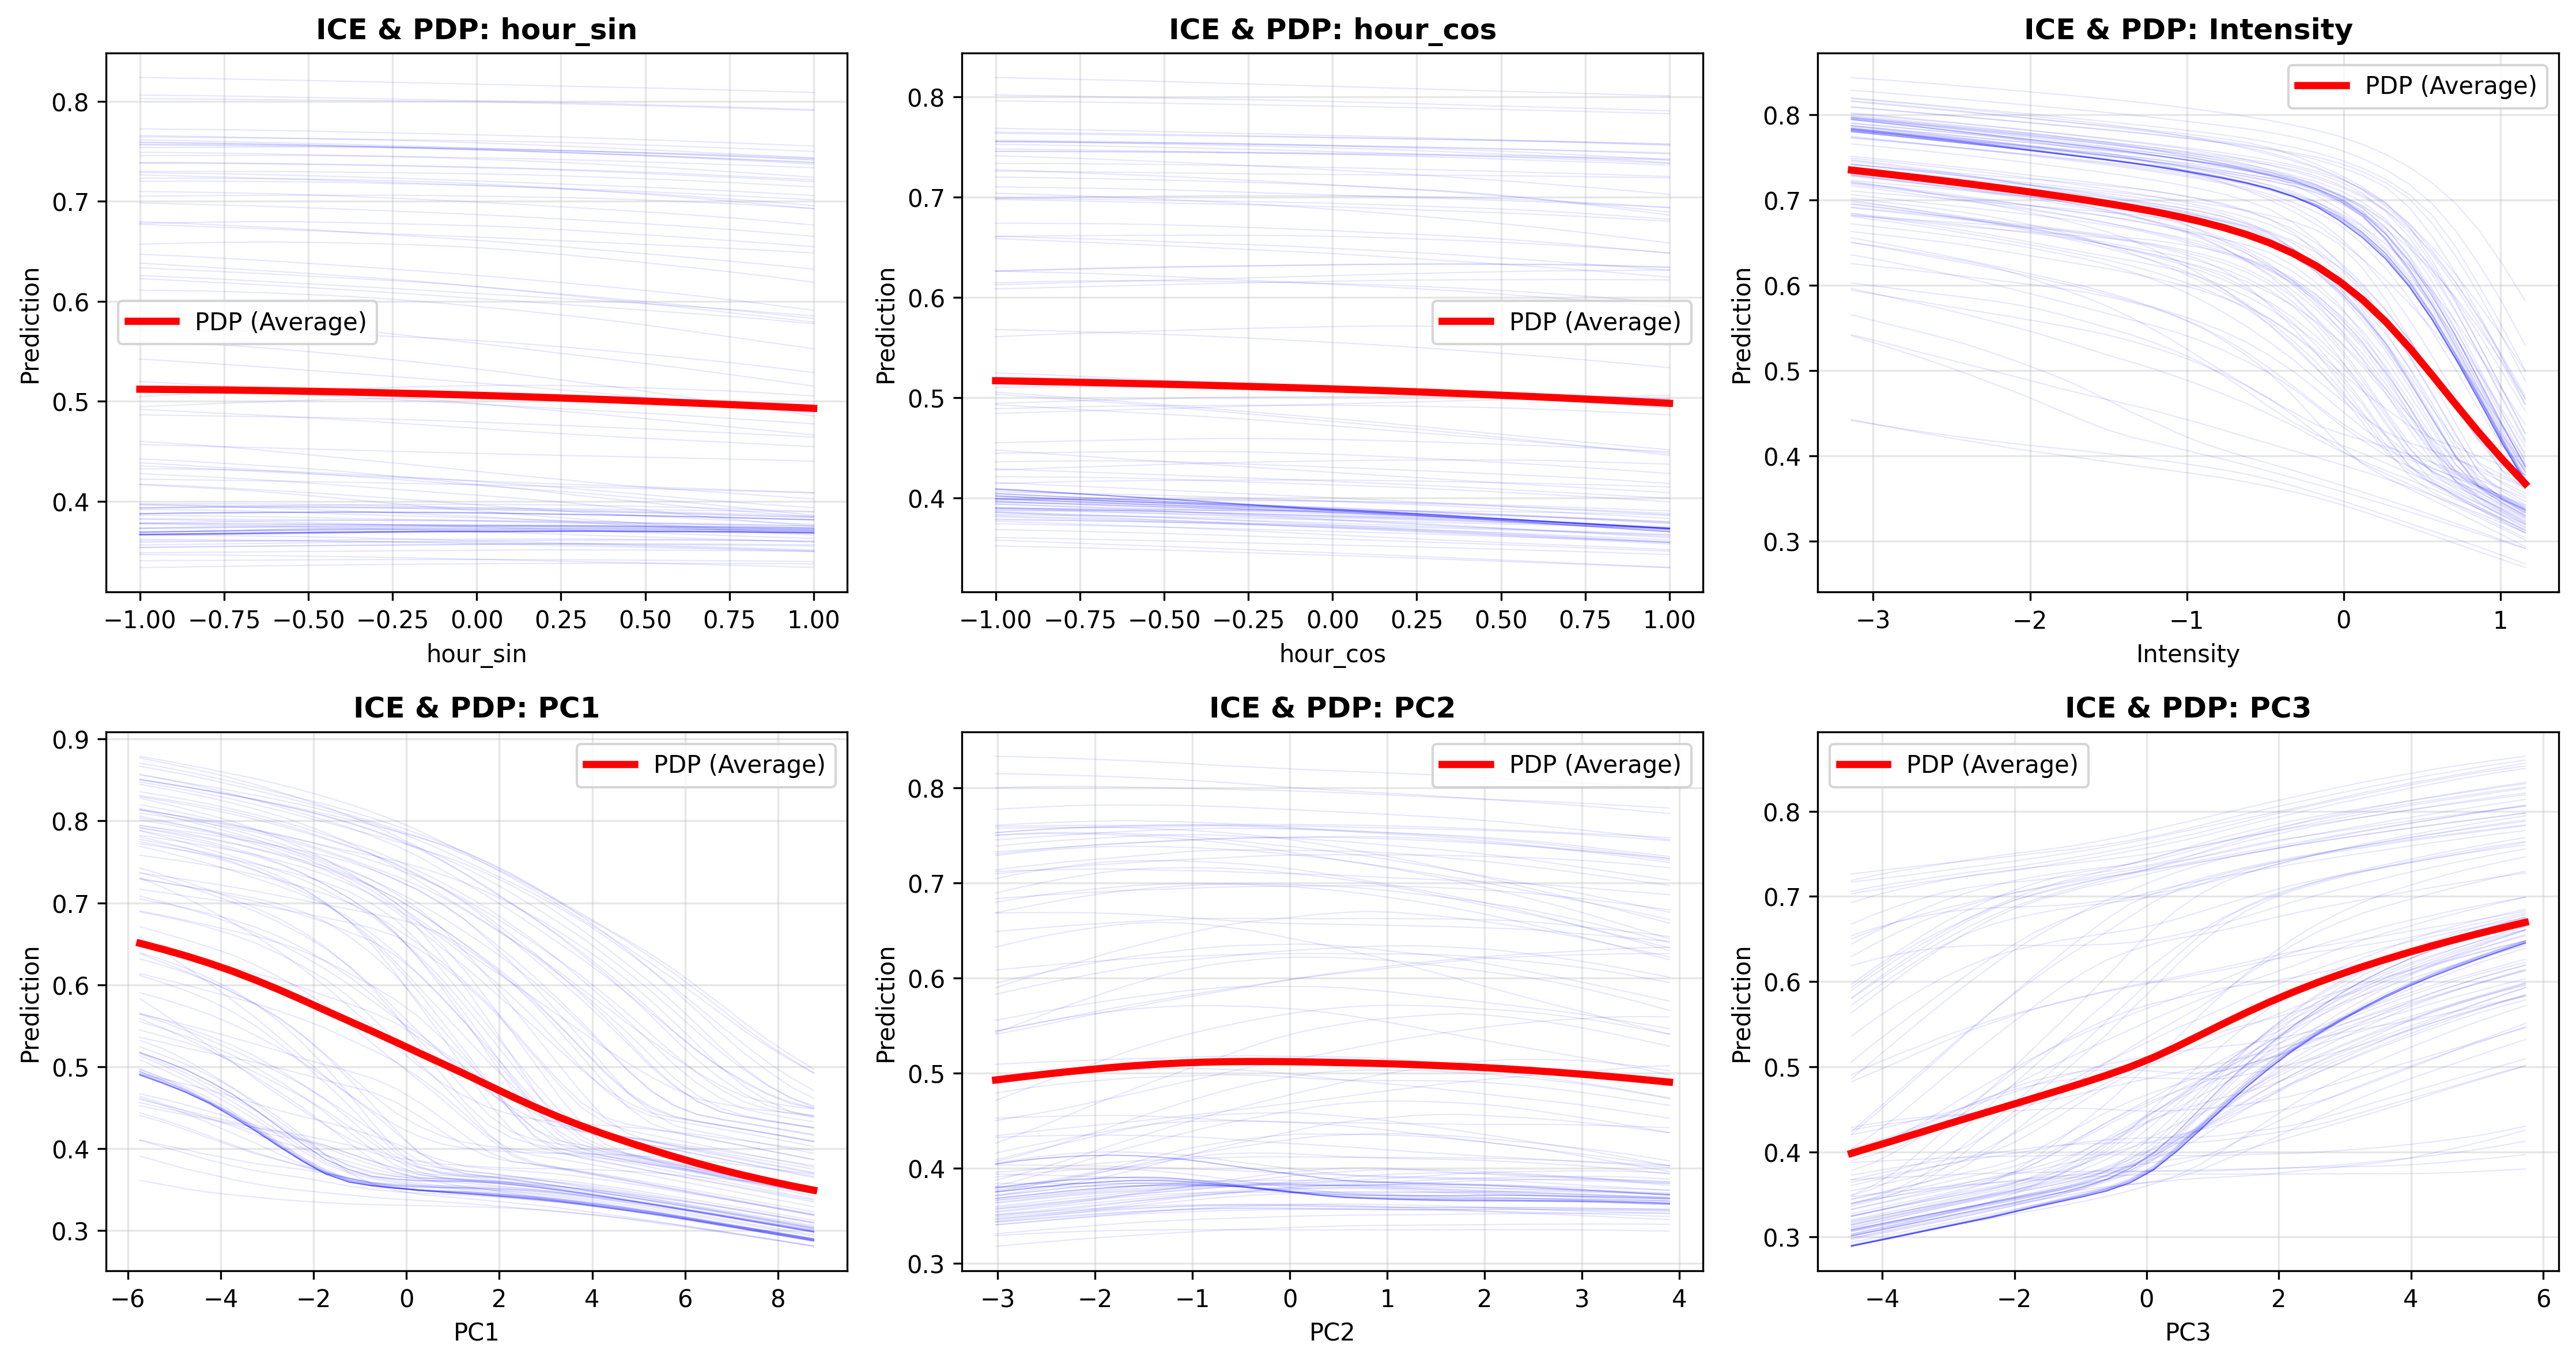 ICE & PDP: hour_sin
0.8
0.7
0.6
0.5
0.4
Prediction
PDP (Average)
−1.00 −0.75 −0.50 −0.25 0.00 0.25 0.50 0.75 1.00
hour_sin
ICE & PDP: hour_cos
0.8
0.7
0.6
0.5
0.4
Prediction
PDP (Average)
−1.00 −0.75 −0.50 −0.25 0.00 0.25 0.50 0.75 1.00
hour_cos
ICE & PDP: Intensity
PDP (Average)
0.8
0.7
0.6
0.5
0.4
0.3
Prediction
−3 −2 −1 0 1
Intensity
ICE & PDP: PC1
PDP (Average)
0.9
0.8
0.7
0.6
0.5
0.4
0.3
Prediction
−6 −4 −2 0 2 4 6 8
PC1
ICE & PDP: PC2
PDP (Average)
0.8
0.7
0.6
0.5
0.4
0.3
Prediction
−3 −2 −1 0 1 2 3 4
PC2
ICE & PDP: PC3
PDP (Average)
0.8
0.7
0.6
0.5
0.4
0.3
Prediction
−4 −2 0 2 4 6
PC3